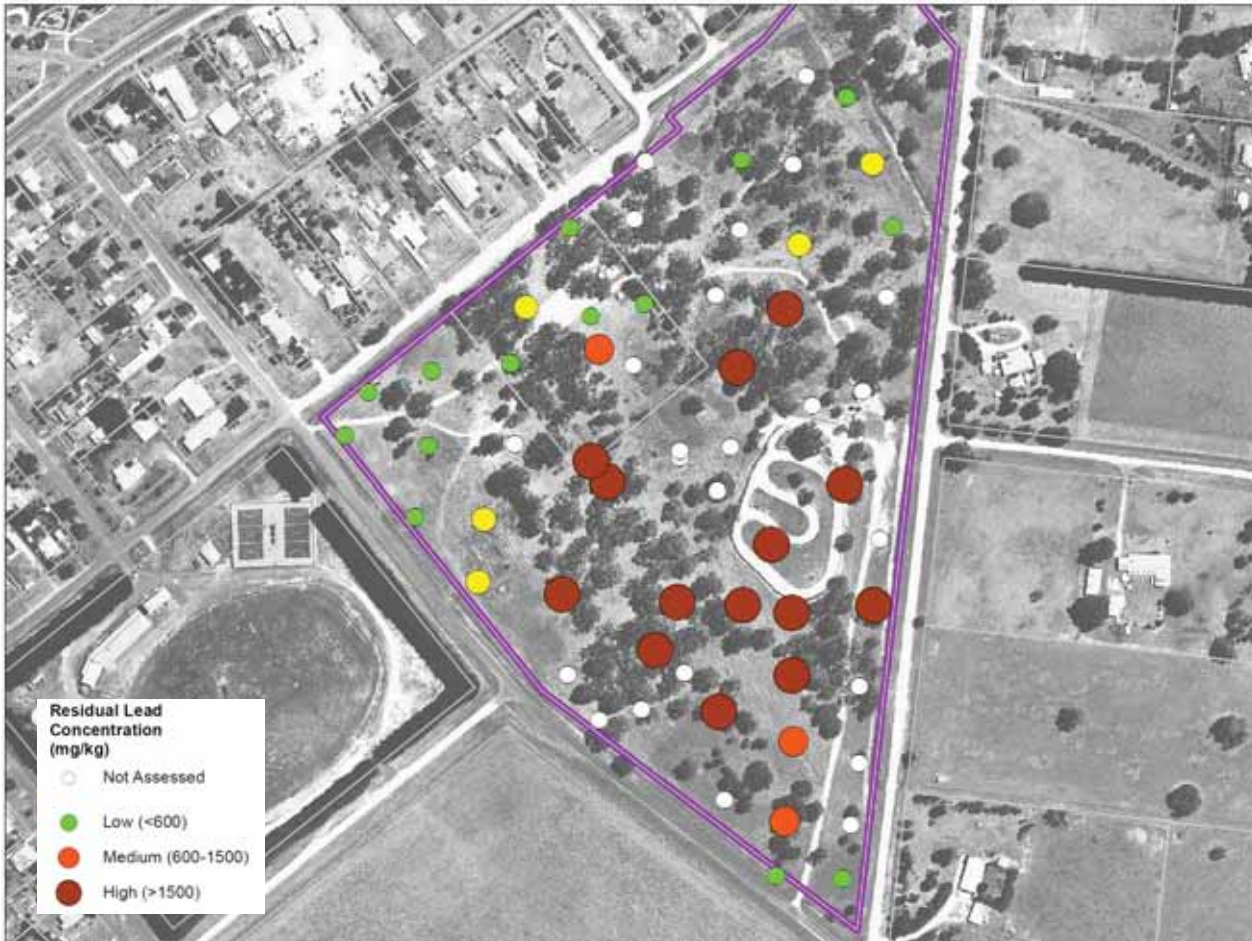 Residual Lead
Concentration
(mg/kg)
Not Assessed
Low (<600)
Medium (600-1500)
High (>1500)